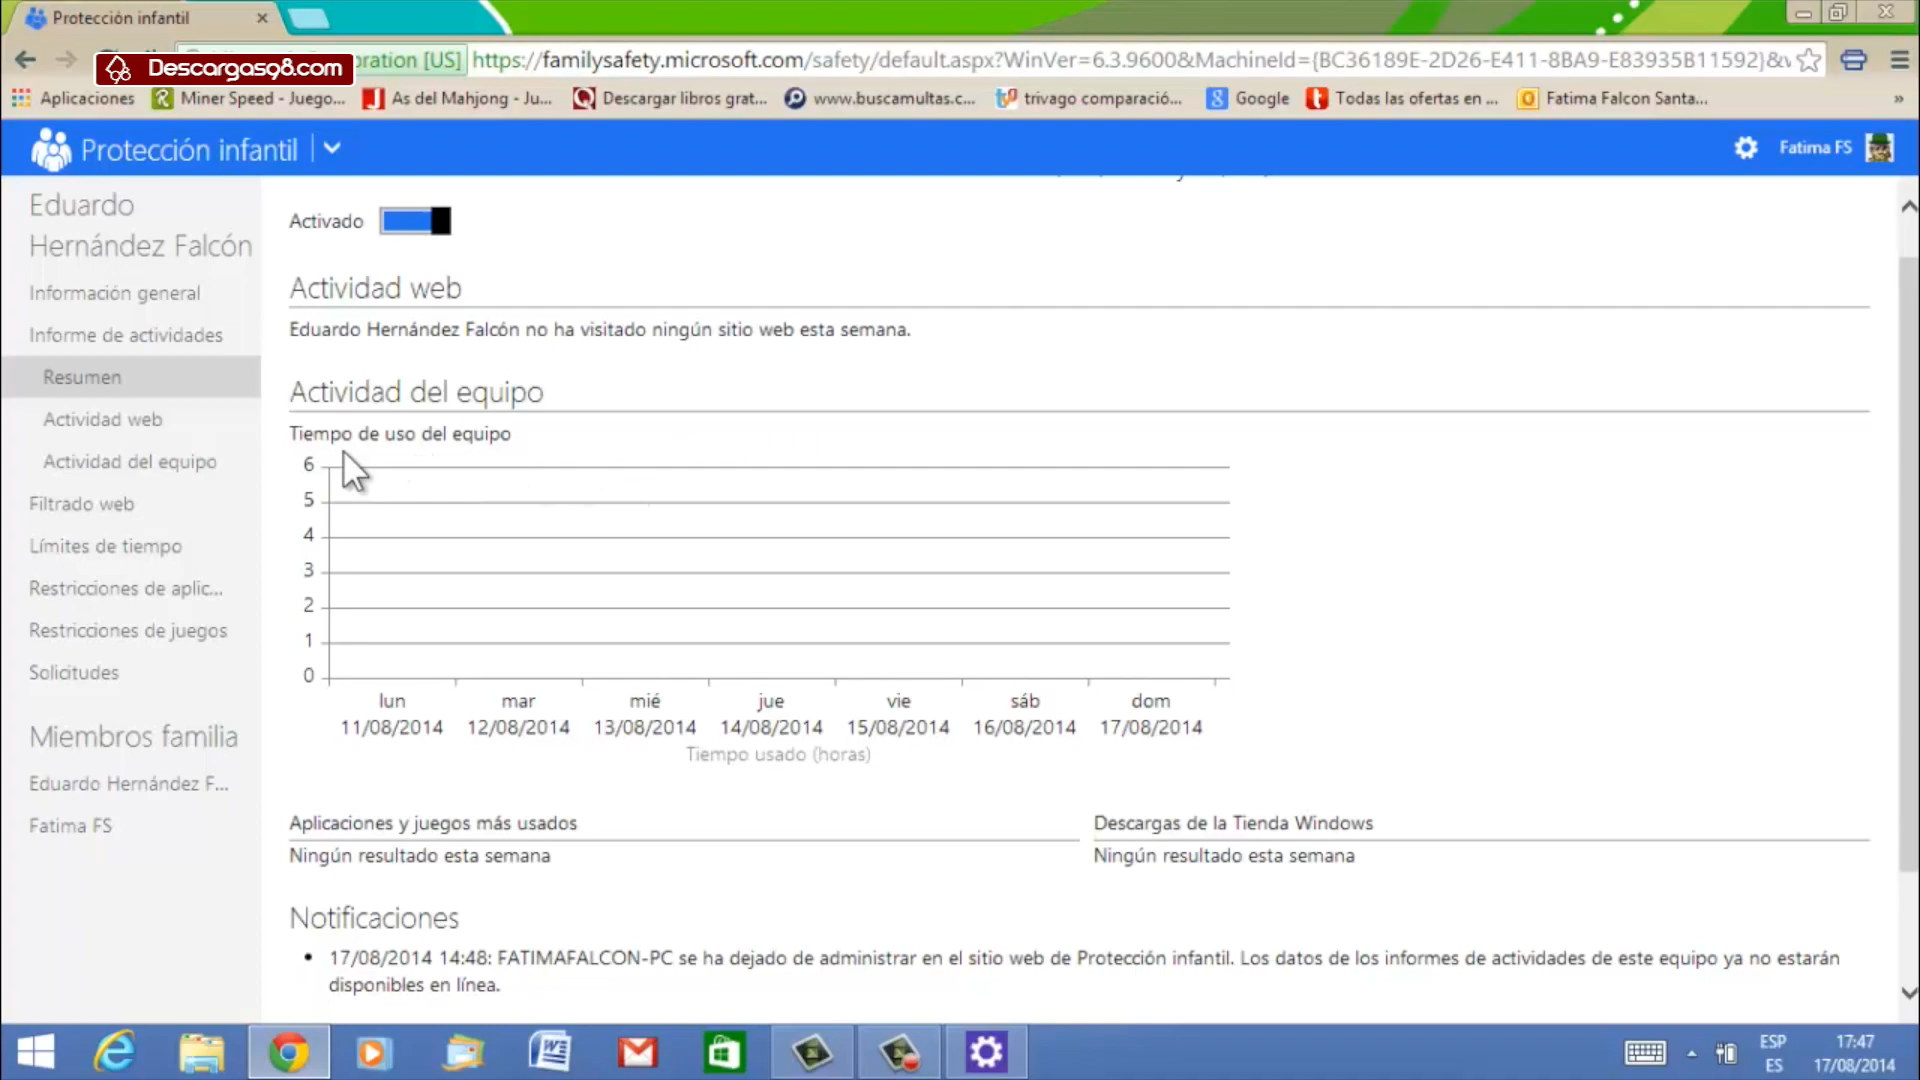 Protección infantil
Descargas98.com
oration [US]
https://familysafety.microsoft.com/safety/default.aspx?WinVer=6.3.9600&MachineId={BC36189E-2D26-E411-8BA9-E83935B11592}&v
Aplicaciones
Miner Speed - Juego...
As del Mahjong - Ju...
Descargar libros grat...
www.buscamultas.c...
trivago comparació...
Google
Todas las ofertas en ...
Fatima Falcon Santa...
»
Protección infantil
Fatima FS
Eduardo
Hernández Falcón
Información general
Informe de actividades
Resumen
Actividad web
Actividad del equipo
Filtrado web
Límites de tiempo
Restricciones de aplic...
Restricciones de juegos
Solicitudes
Miembros familia
Eduardo Hernández F...
Fatima FS
Activado
Actividad web
Eduardo Hernández Falcón no ha visitado ningún sitio web esta semana.
Actividad del equipo
Tiempo de uso del equipo
6
5
4
3
2
1
0
lun mar mié jue vie sáb dom
11/08/2014 12/08/2014 13/08/2014 14/08/2014 15/08/2014 16/08/2014 17/08/2014
Tiempo usado (horas)
Aplicaciones y juegos más usados
Ningún resultado esta semana
Descargas de la Tienda Windows
Ningún resultado esta semana
Notificaciones
• 17/08/2014 14:48: FATIMAFALCON-PC se ha dejado de administrar en el sitio web de Protección infantil. Los datos de los informes de actividades de este equipo ya no estarán
disponibles en línea.
ESP
ES
17:47
17/08/2014